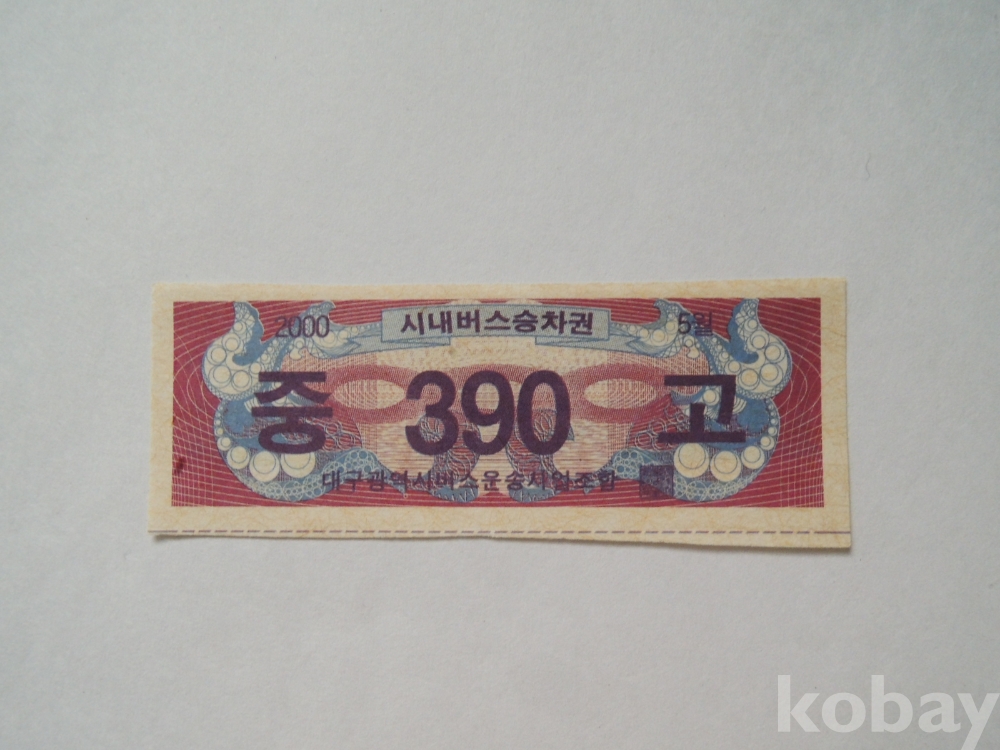 2000 시내버스승차권 5월
중 390 고
대구광역시버스운송사업조합
kobay